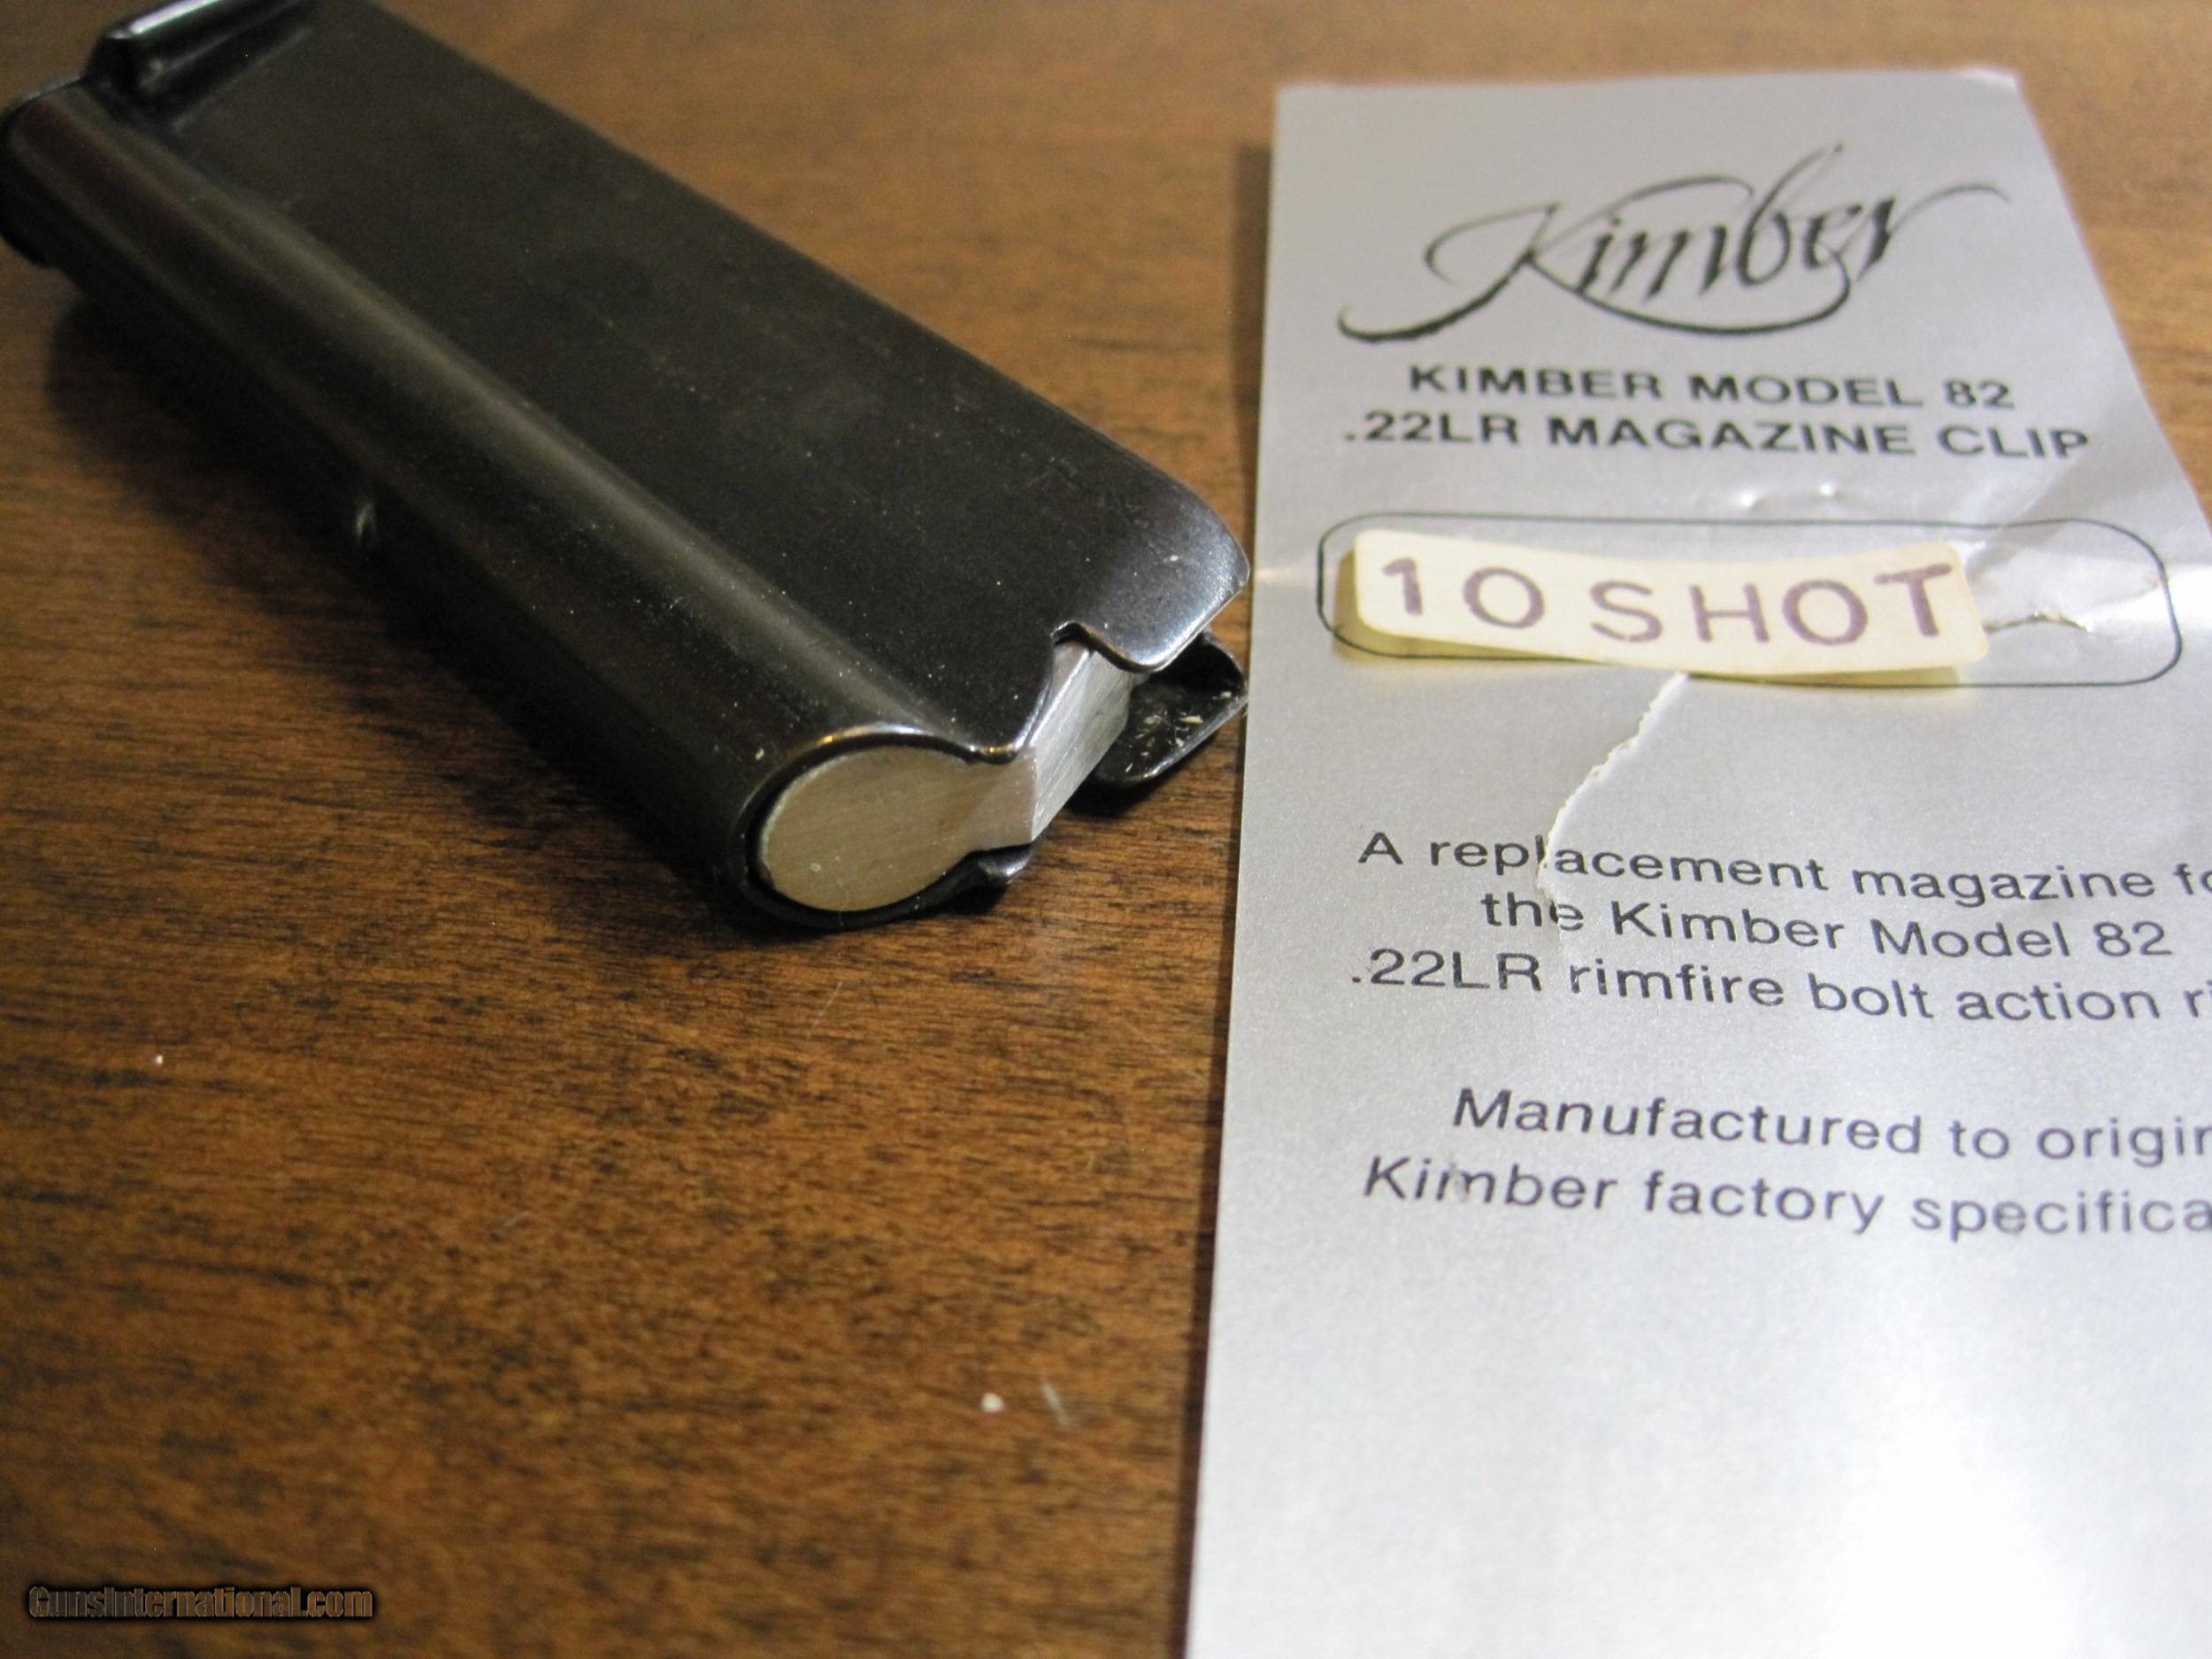 Kimber
KIMBER MODEL 82
.22LR MAGAZINE CLIP
10 SHOT
A replacement magazine fo
the Kimber Model 82
.22LR rimfire bolt action ri
Manufactured to origin
Kimber factory specifica
GunsInternational.com